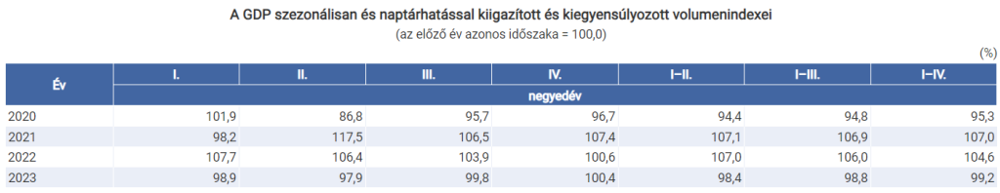 A GDP szezonálisan és naptárhatással kiigazított és kiegyensúlyozott volumenindexei
(az előző év azonos időszaka = 100,0)
(%)
Év I. II. III. IV. I–II. I–III. I–IV.
negyedév
2020 101,9 86,8 95,7 96,7 94,4 94,8 95,3
2021 98,2 117,5 106,5 107,4 107,1 106,9 107,0
2022 107,7 106,4 103,9 100,6 107,0 106,0 104,6
2023 98,9 97,9 99,8 100,4 98,4 98,8 99,2